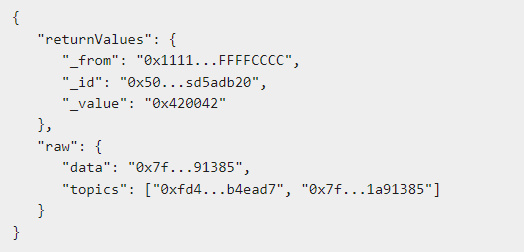 {
"returnValues": {
"_from": "0x1111...FFFFCCCC",
"_id": "0x50...sd5adb20",
"_value": "0x420042"
},
"raw": {
"data": "0x7f...91385",
"topics": ["0xfd4...b4ead7", "0x7f...1a91385"]
}
}